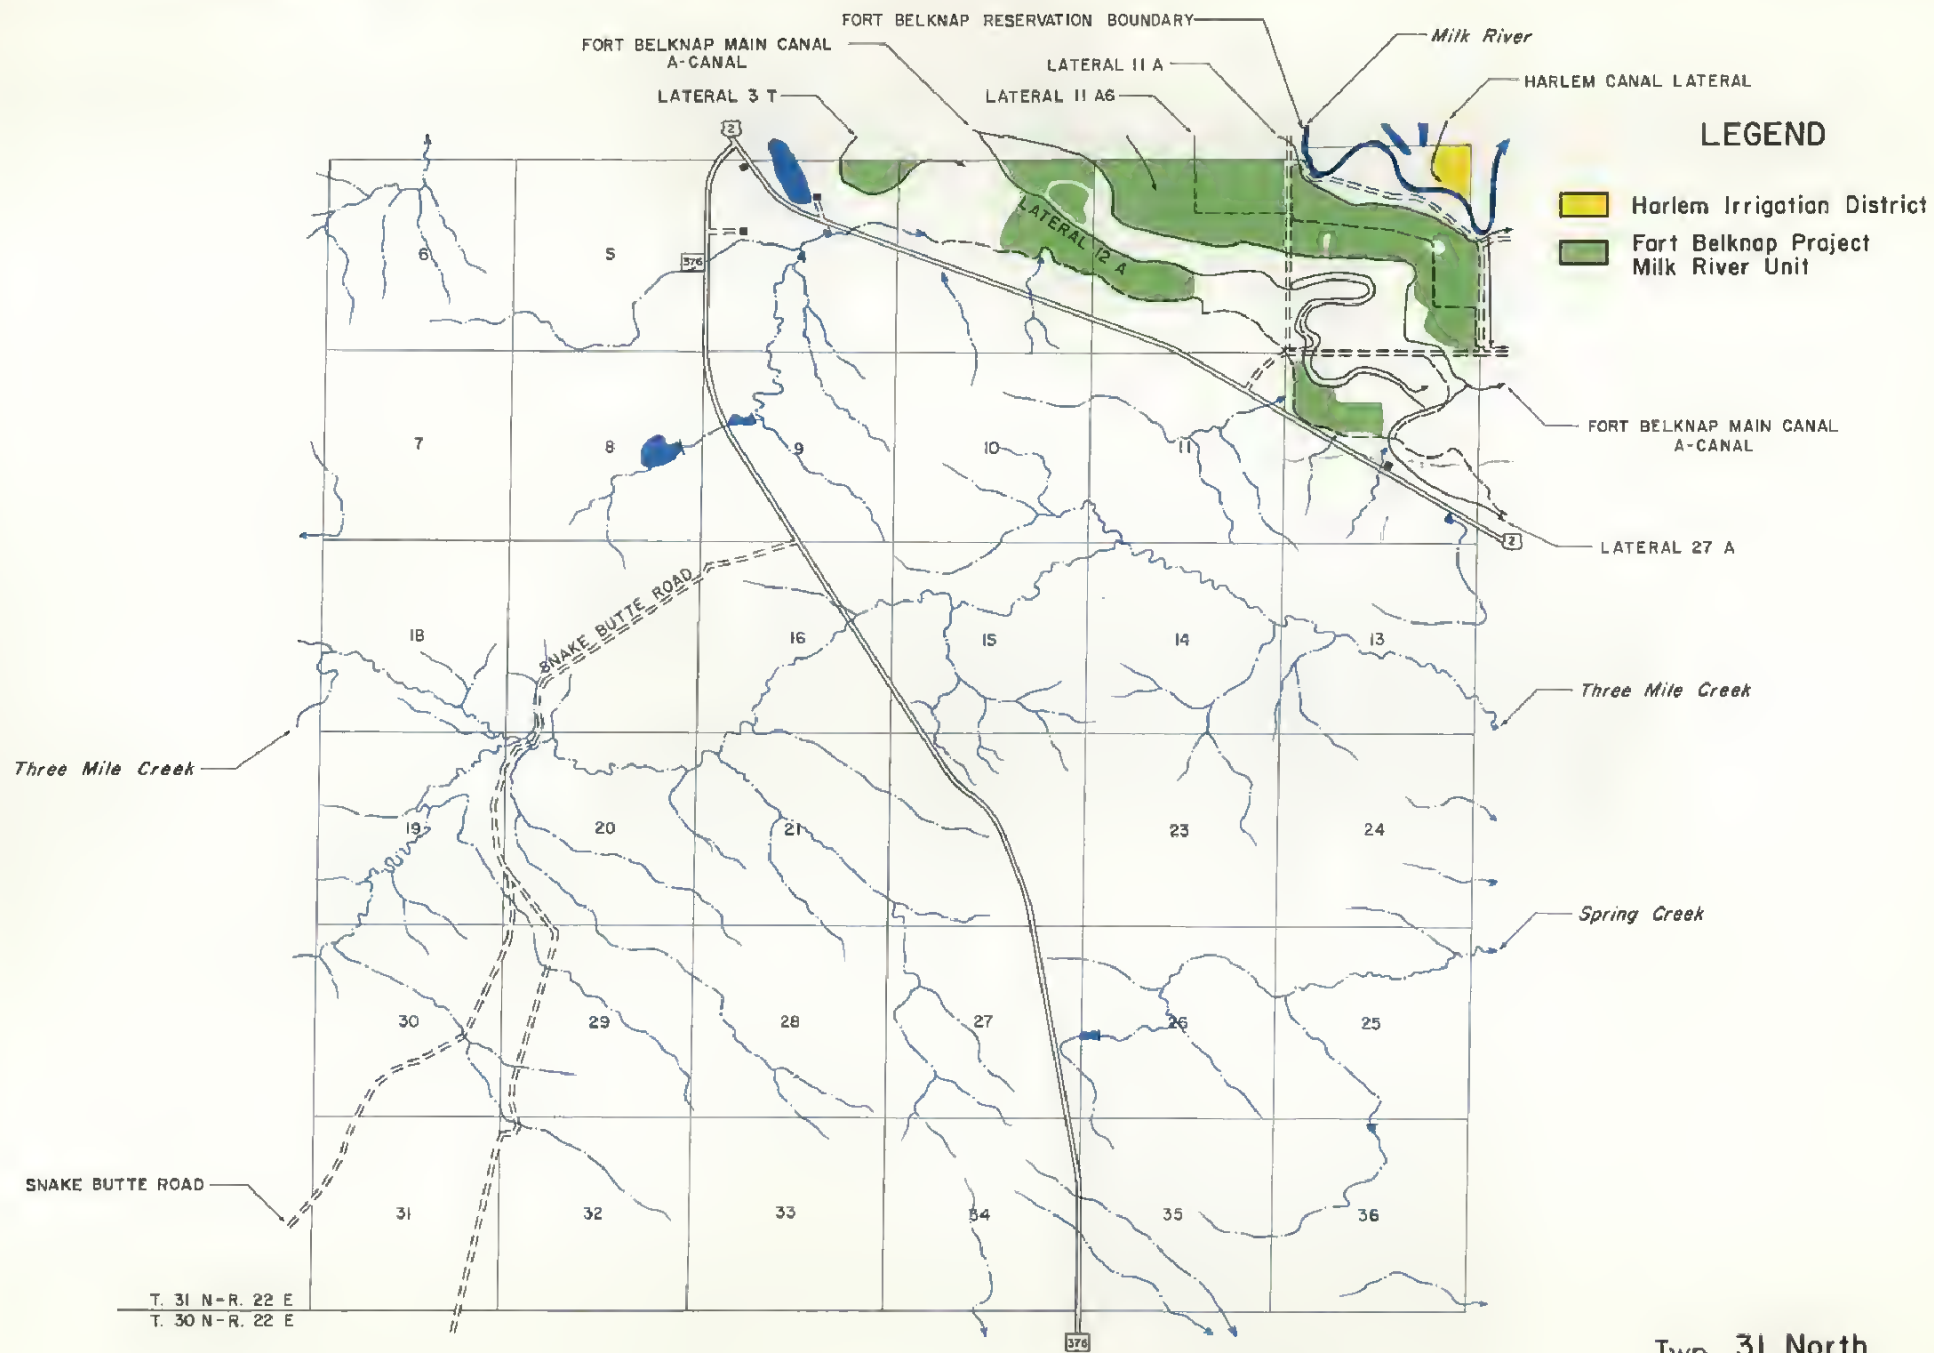 FORT BELKNAP RESERVATION BOUNDARY
Milk River
FORT BELKNAP MAIN CANAL
A-CANAL
LATERAL 11 A
HARLEM CANAL LATERAL
LATERAL 3 T
LATERAL 11 A6
LEGEND
Harlem Irrigation District
Fort Belknap Project
Milk River Unit
2
LATERAL 12 A
376
6
5
7
8
9
10
11
FORT BELKNAP MAIN CANAL
A-CANAL
2
LATERAL 27 A
SNAKE BUTTE ROAD
18
16
15
14
13
Three Mile Creek
Three Mile Creek
19
20
21
23
24
Spring Creek
30
29
28
27
26
25
SNAKE BUTTE ROAD
31
32
33
34
35
36
T. 31 N-R. 22 E
T. 30 N-R. 22 E
376
Twp. 31 North